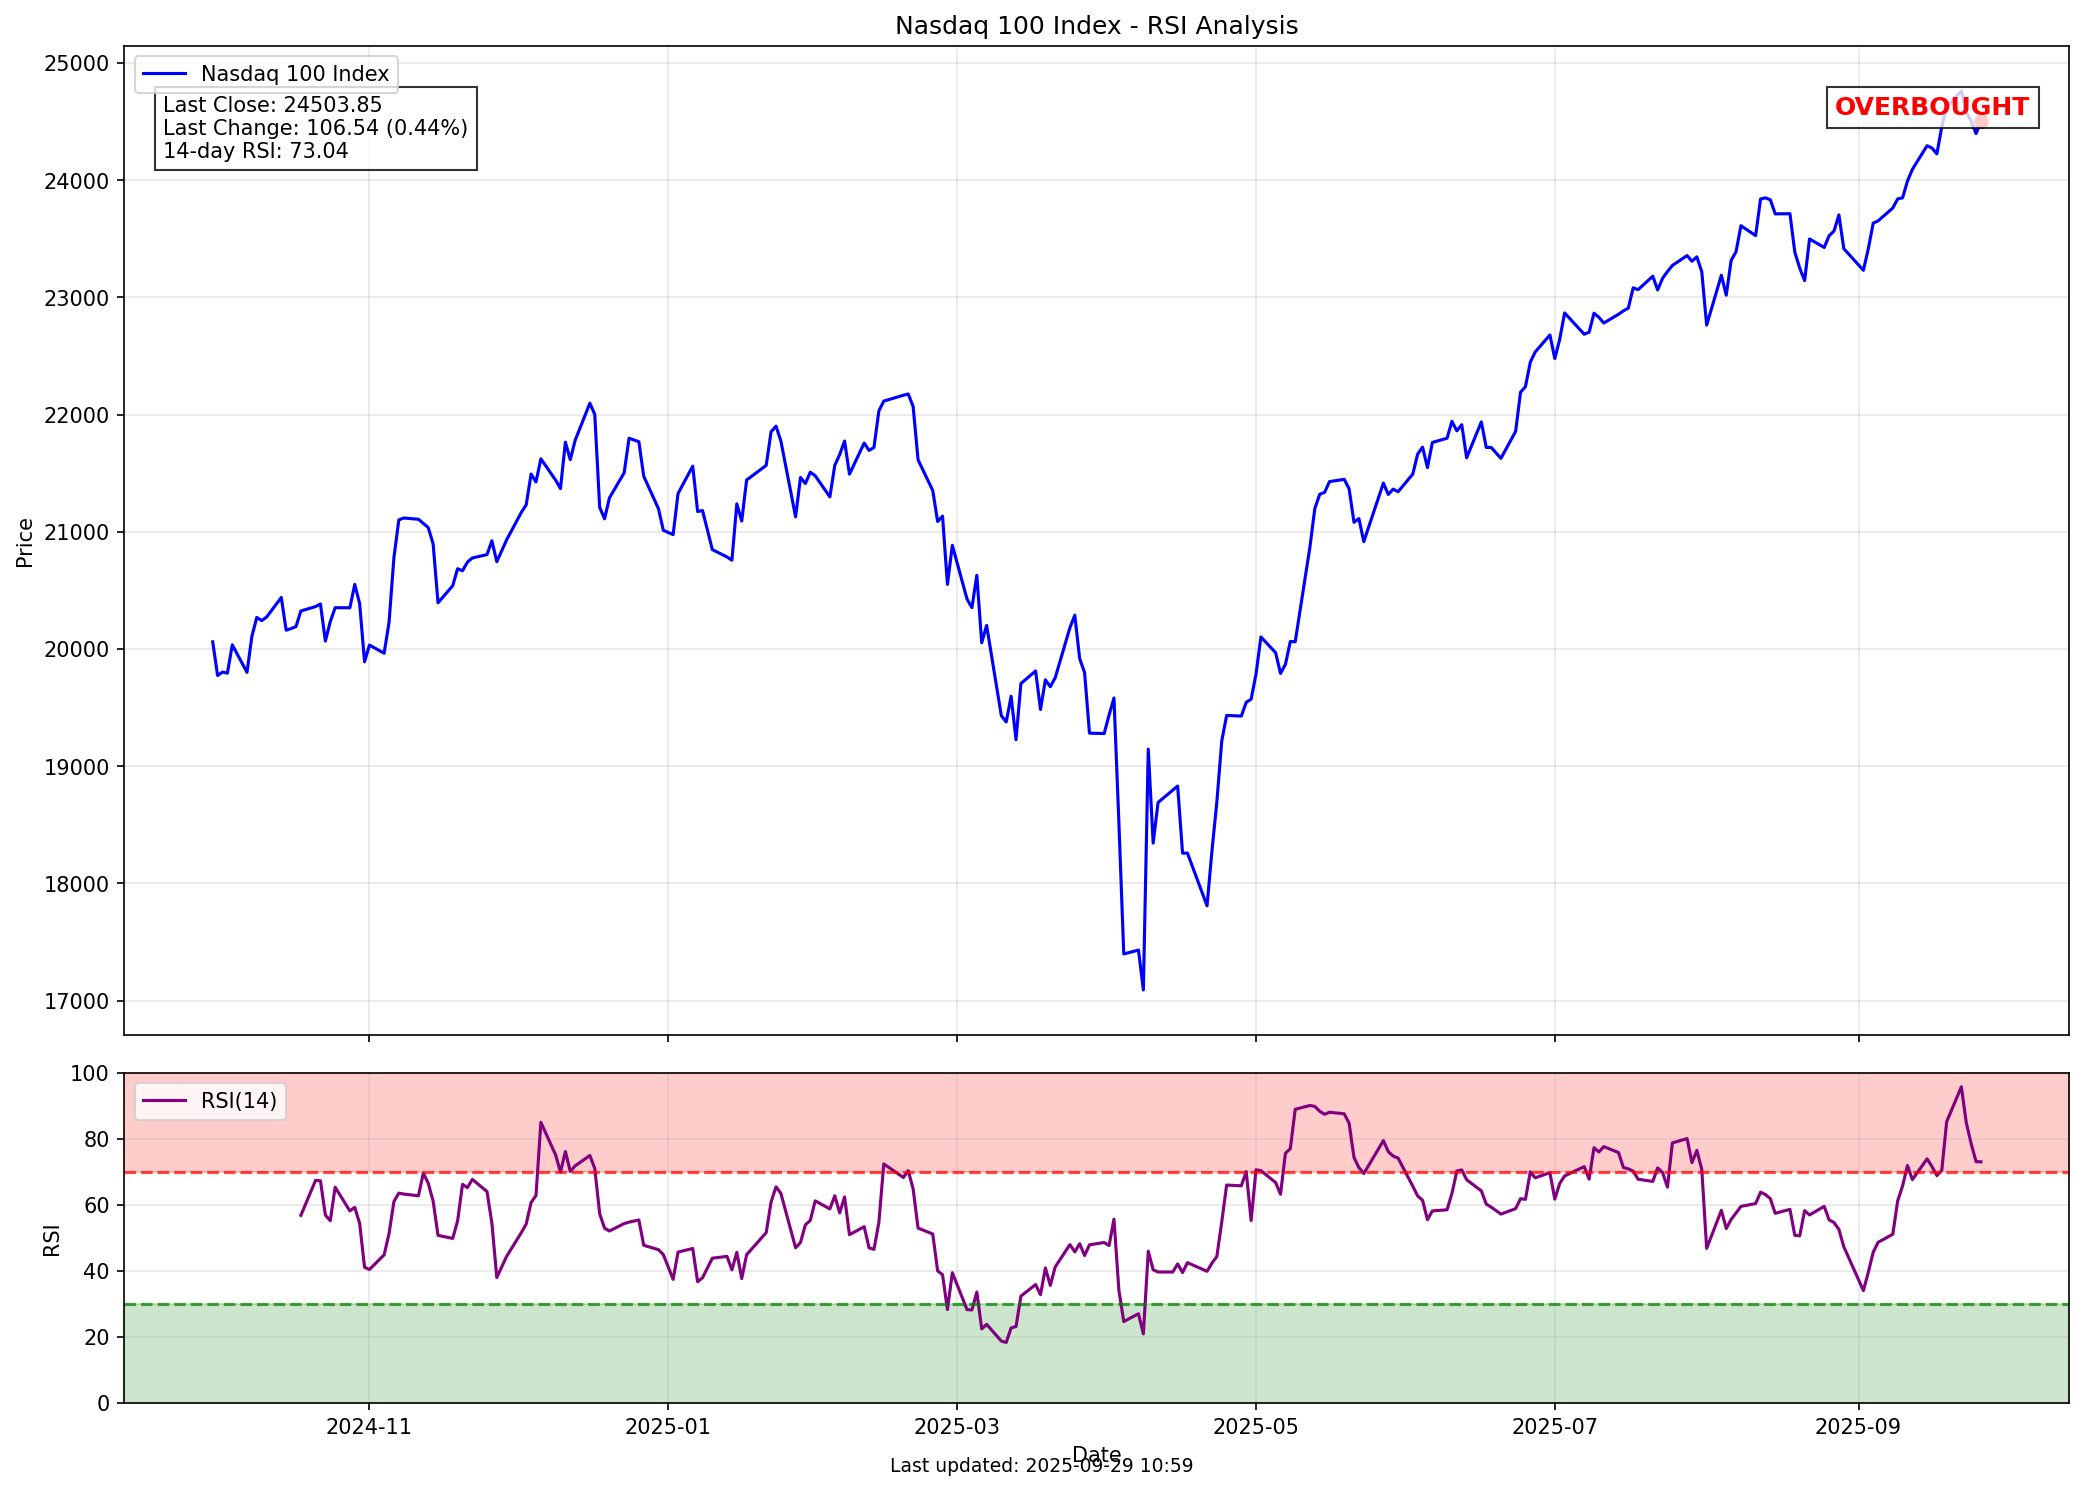 Nasdaq 100 Index - RSI Analysis
Nasdaq 100 Index
Last Close: 24503.85
Last Change: 106.54 (0.44%)
14-day RSI: 73.04
OVERBOUGHT
Price
25000
24000
23000
22000
21000
20000
19000
18000
17000
RSI(14)
RSI
100
80
60
40
20
0
2024-11
2025-01
2025-03
2025-05
2025-07
2025-09
Date
Last updated: 2025-09-29 10:59